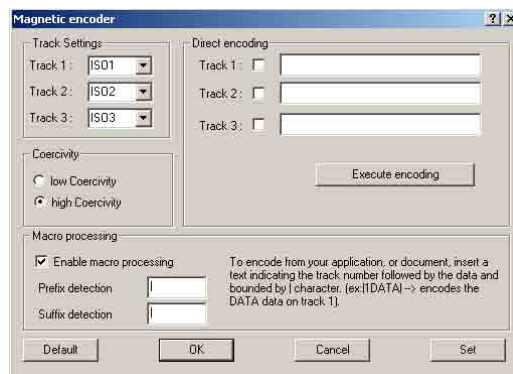 Magnetic encoder
Track Settings
Track 1 : ISO1
Track 2 : ISO2
Track 3 : ISO3
Direct encoding
Track 1 :
Track 2 :
Track 3 :
Execute encoding
Coercivity
low Coercivity
high Coercivity
Macro processing
Enable macro processing
Prefix detection |
Suffix detection |
To encode from your application, or document, insert a
text indicating the track number followed by the data and
bounded by | character. (ex:|1DATA| --> encodes the
DATA data on track 1).
Default OK Cancel Set